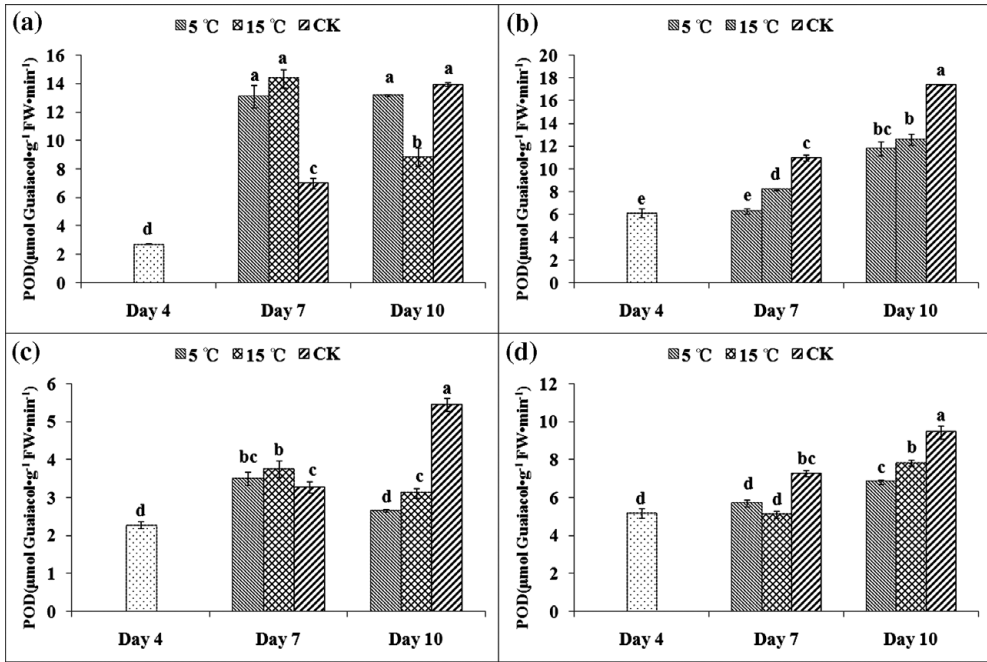 (a)
5 ℃ 15 ℃ CK
POD(μmol Guaiacol•g-1 FW•min-1)
16
14
12
10
8
6
4
2
0
d
a
a
c
a
b
a
Day 4 Day 7 Day 10
(b)
5 ℃ 15 ℃ CK
POD(μmol Guaiacol•g-1 FW•min-1)
20
18
16
14
12
10
8
6
4
2
0
e
e
d
c
bc
b
a
Day 4 Day 7 Day 10
(c)
5 ℃ 15 ℃ CK
POD(μmol Guaiacol•g-1 FW•min-1)
6
5
4
3
2
1
0
d
bc
b
c
d
c
a
Day 4 Day 7 Day 10
(d)
5 ℃ 15 ℃ CK
POD(μmol Guaiacol•g-1 FW•min-1)
12
10
8
6
4
2
0
d
d
d
bc
c
b
a
Day 4 Day 7 Day 10